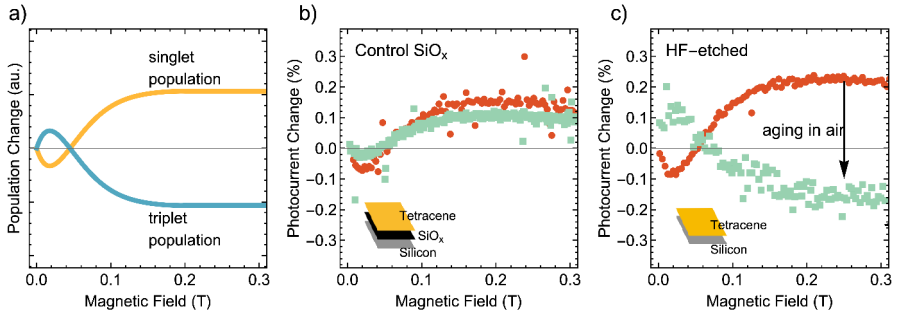 a)
Population Change (au.)
singlet
population
triplet
population
0.0 0.1 0.2 0.3
Magnetic Field (T)
b)
Photocurrent Change (%)
0.3
0.2
0.1
0.0
−0.1
−0.2
−0.3
Control SiOx
Tetracene
SiOx
Silicon
0.0 0.1 0.2 0.3
Magnetic Field (T)
c)
Photocurrent Change (%)
0.3
0.2
0.1
0.0
−0.1
−0.2
−0.3
HF−etched
aging in air
Tetracene
Silicon
0.0 0.1 0.2 0.3
Magnetic Field (T)